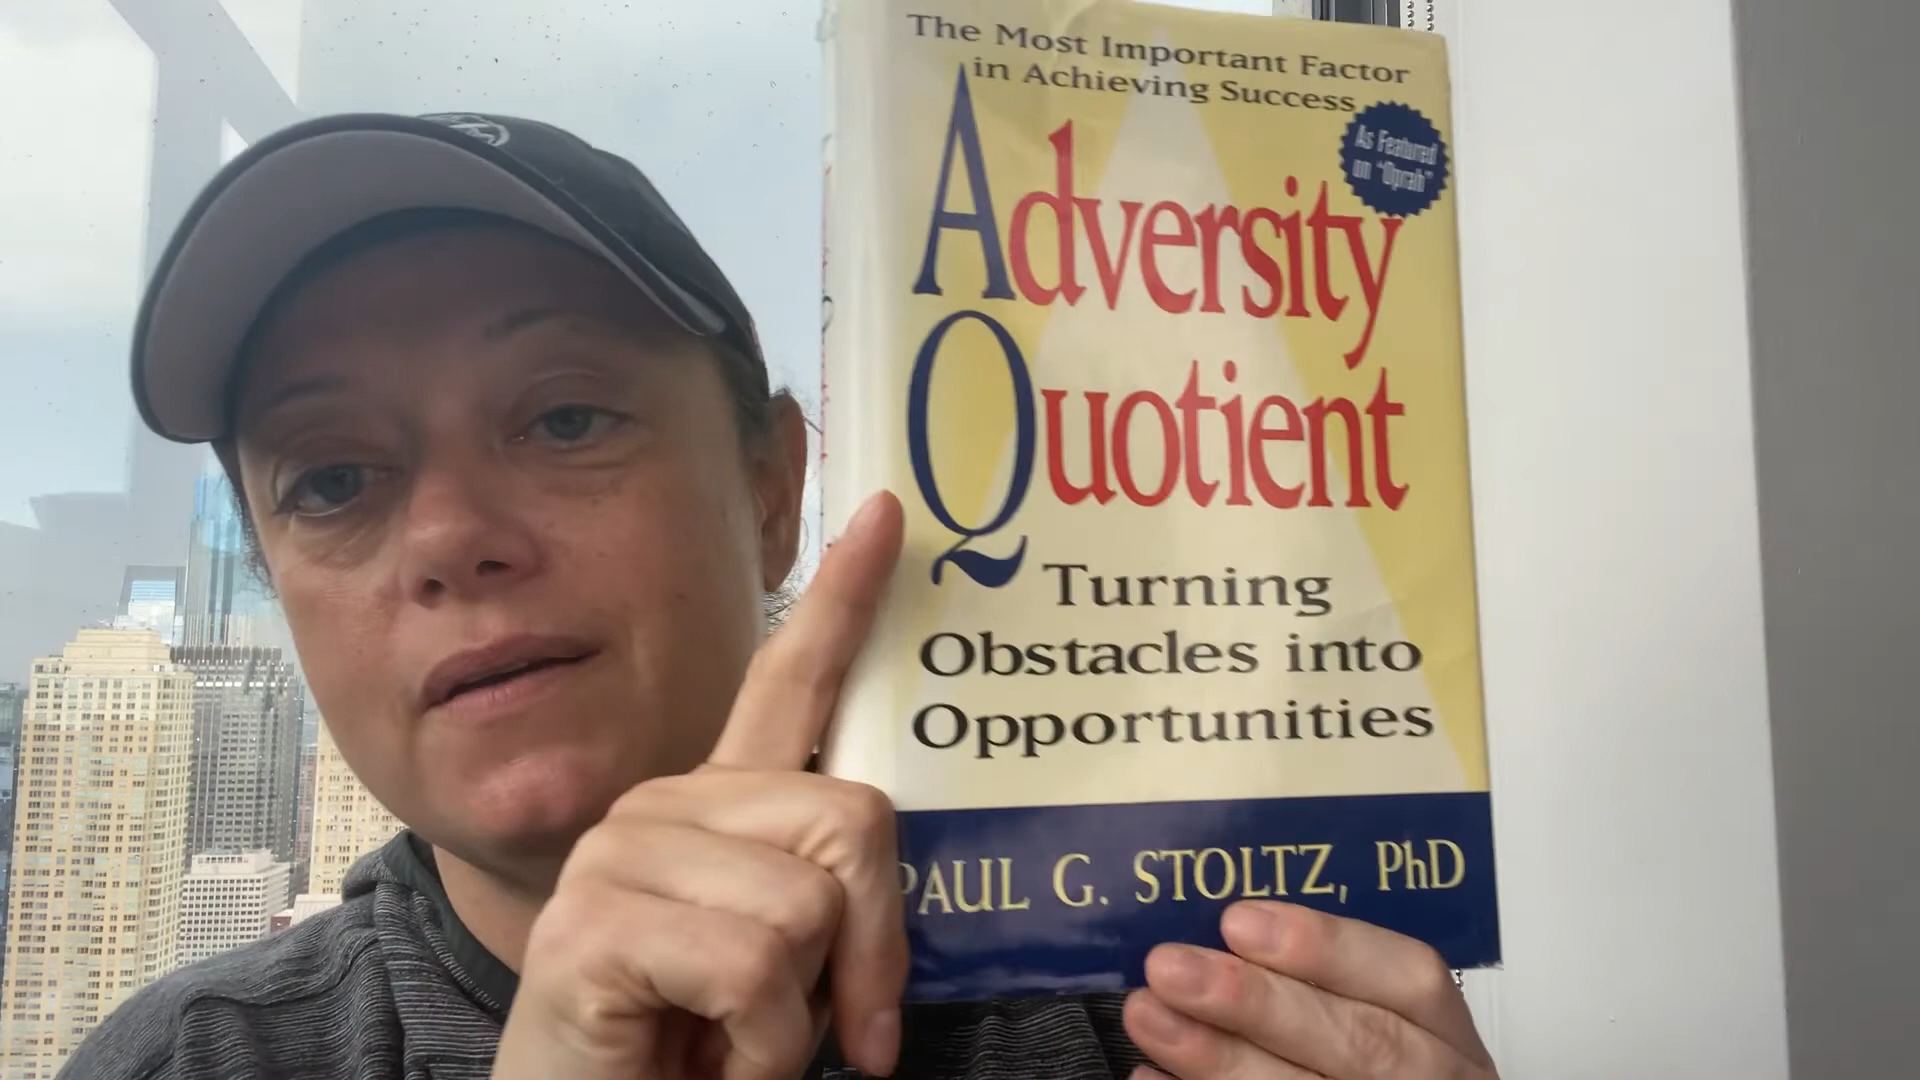 The Most Important Factor
in Achieving Success
As Featured
on "Oprah"
Adversity
Quotient
Turning
Obstacles into
Opportunities
PAUL G. STOLTZ, PhD